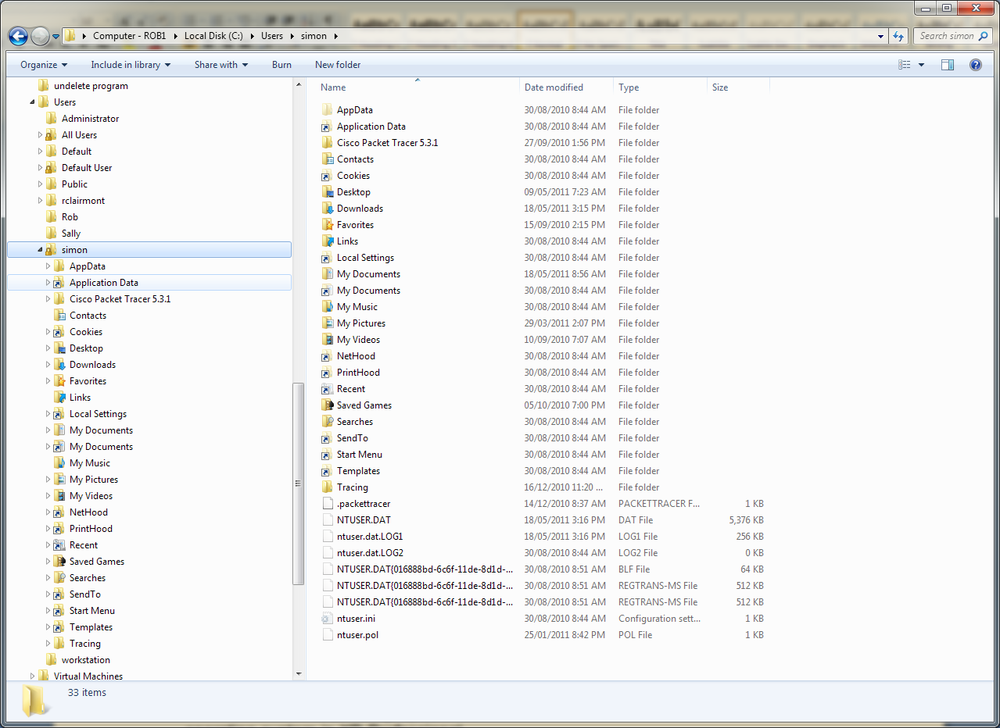 Computer - ROB1 Local Disk (C:) Users simon Search simon
Organize Include in library Share with Burn New folder
undelete program
Users
Administrator
All Users
Default
Default User
Public
rclairmont
Rob
Sally
simon
AppData
Application Data
Cisco Packet Tracer 5.3.1
Contacts
Cookies
Desktop
Downloads
Favorites
Links
Local Settings
My Documents
My Documents
My Music
My Pictures
My Videos
NetHood
PrintHood
Recent
Saved Games
Searches
SendTo
Start Menu
Templates
Tracing
workstation
Virtual Machines
Name Date modified Type Size
AppData 30/08/2010 8:44 AM File folder
Application Data 30/08/2010 8:44 AM File folder
Cisco Packet Tracer 5.3.1 27/09/2010 1:56 PM File folder
Contacts 30/08/2010 8:44 AM File folder
Cookies 30/08/2010 8:44 AM File folder
Desktop 09/05/2011 7:23 AM File folder
Downloads 18/05/2011 3:15 PM File folder
Favorites 15/09/2010 2:15 PM File folder
Links 30/08/2010 8:44 AM File folder
Local Settings 30/08/2010 8:44 AM File folder
My Documents 18/05/2011 8:56 AM File folder
My Documents 30/08/2010 8:44 AM File folder
My Music 30/08/2010 8:44 AM File folder
My Pictures 29/03/2011 2:07 PM File folder
My Videos 10/09/2010 7:07 AM File folder
NetHood 30/08/2010 8:44 AM File folder
PrintHood 30/08/2010 8:44 AM File folder
Recent 30/08/2010 8:44 AM File folder
Saved Games 05/10/2010 7:00 PM File folder
Searches 30/08/2010 8:44 AM File folder
SendTo 30/08/2010 8:44 AM File folder
Start Menu 30/08/2010 8:44 AM File folder
Templates 30/08/2010 8:44 AM File folder
Tracing 16/12/2010 11:20 ... File folder
.packettracer 14/12/2010 8:37 AM PACKETTRACER F... 1 KB
NTUSER.DAT 18/05/2011 3:16 PM DAT File 5,376 KB
ntuser.dat.LOG1 18/05/2011 3:16 PM LOG1 File 256 KB
ntuser.dat.LOG2 30/08/2010 8:44 AM LOG2 File 0 KB
NTUSER.DAT{016888bd-6c6f-11de-8d1d-... 30/08/2010 8:51 AM BLF File 64 KB
NTUSER.DAT{016888bd-6c6f-11de-8d1d-... 30/08/2010 8:51 AM REGTRANS-MS File 512 KB
NTUSER.DAT{016888bd-6c6f-11de-8d1d-... 30/08/2010 8:51 AM REGTRANS-MS File 512 KB
ntuser.ini 30/08/2010 8:44 AM Configuration sett... 1 KB
ntuser.pol 25/01/2011 8:42 PM POL File 1 KB
33 items